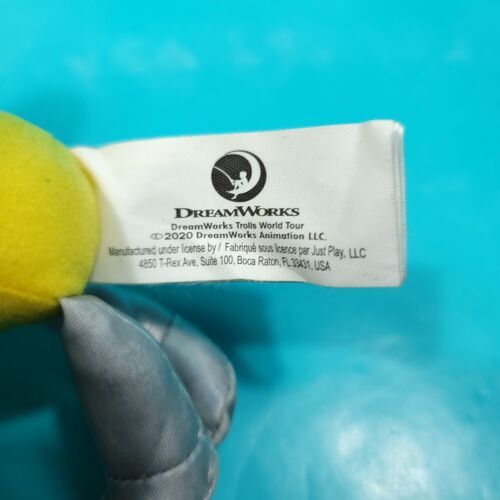 DREAMWORKS
DreamWorks Trolls World Tour
©2020 DreamWorks Animation LLC.
Manufactured under license by / Fabriqué sous licence par Just Play, LLC
4850 T-Rex Ave, Suite 100, Boca Raton, FL 33431, USA